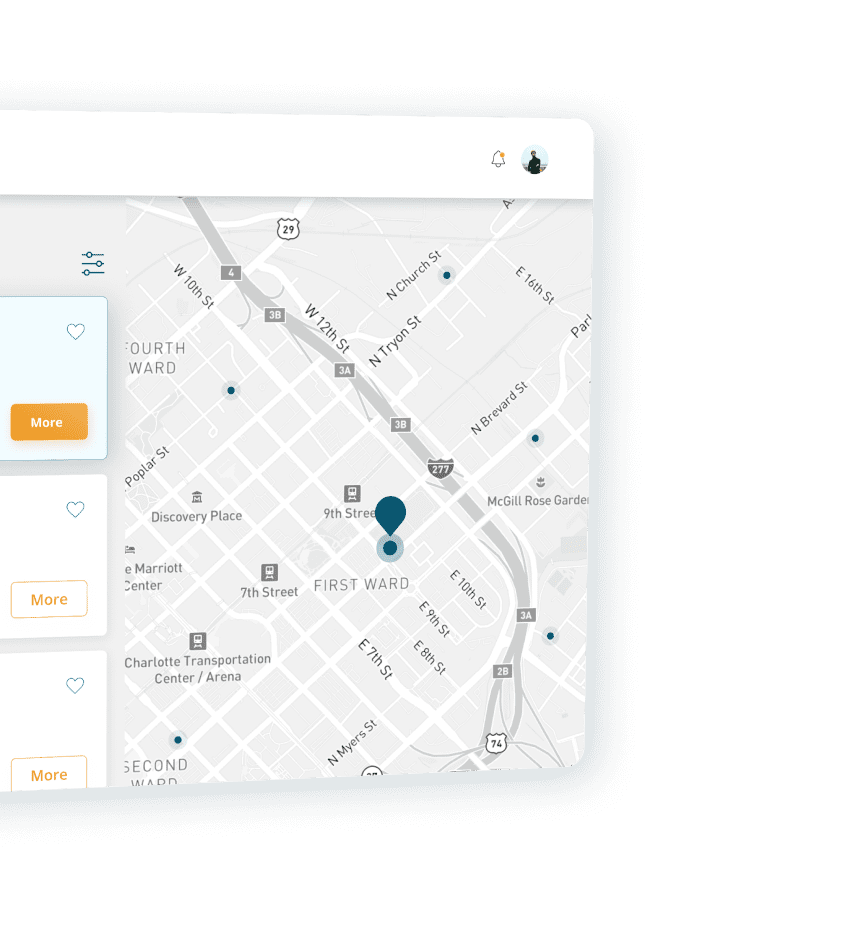 29
4
W 10th St
N Church St
E 16th St
3B
W 12th St
N Tryon St
FOURTH
WARD
3A
More
N Brevard St
3B
Poplar St
277
9th Street
McGill Rose Garden
Discovery Place
e Marriott
Center
7th Street
FIRST WARD
E 10th St
More
E 9th St
3A
E 7th St
E 8th St
Charlotte Transportation
Center / Arena
2B
N Myers St
74
SECOND
WARD
More